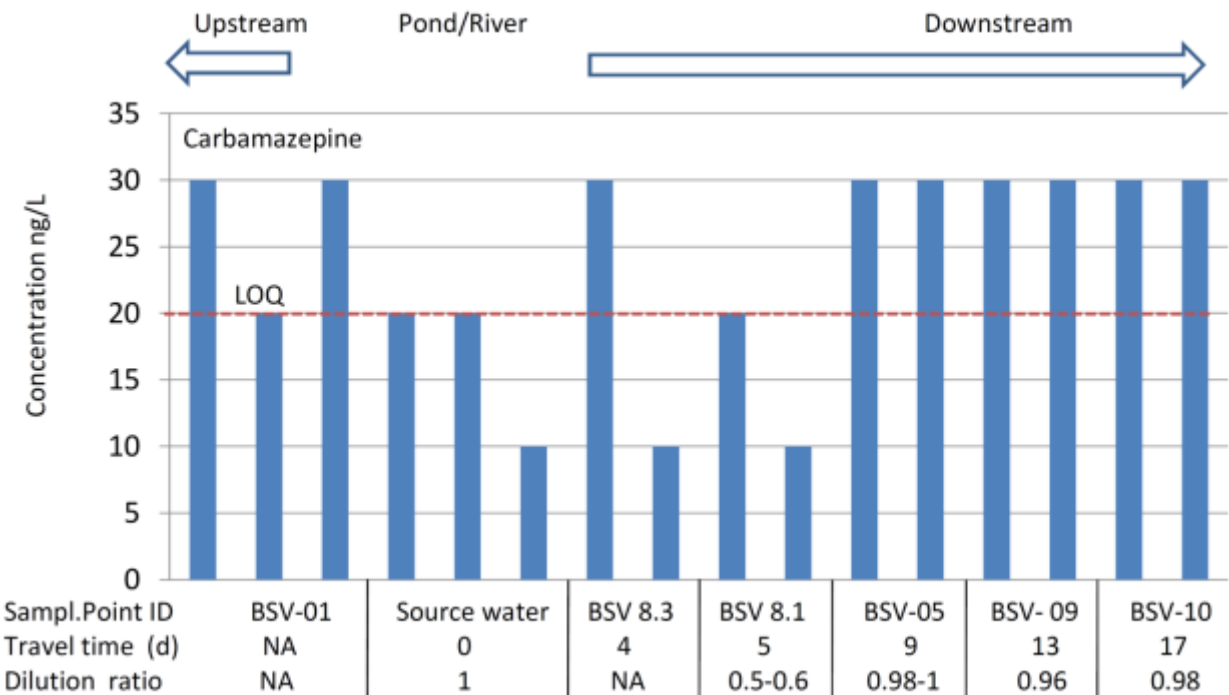 Upstream Pond/River Downstream
35
Carbamazepine
30
25
LOQ
20
15
10
5
0
Concentration ng/L
Sampl.Point ID BSV-01 Source water BSV 8.3 BSV 8.1 BSV-05 BSV- 09 BSV-10
Travel time (d) NA 0 4 5 9 13 17
Dilution ratio NA 1 NA 0.5-0.6 0.98-1 0.96 0.98